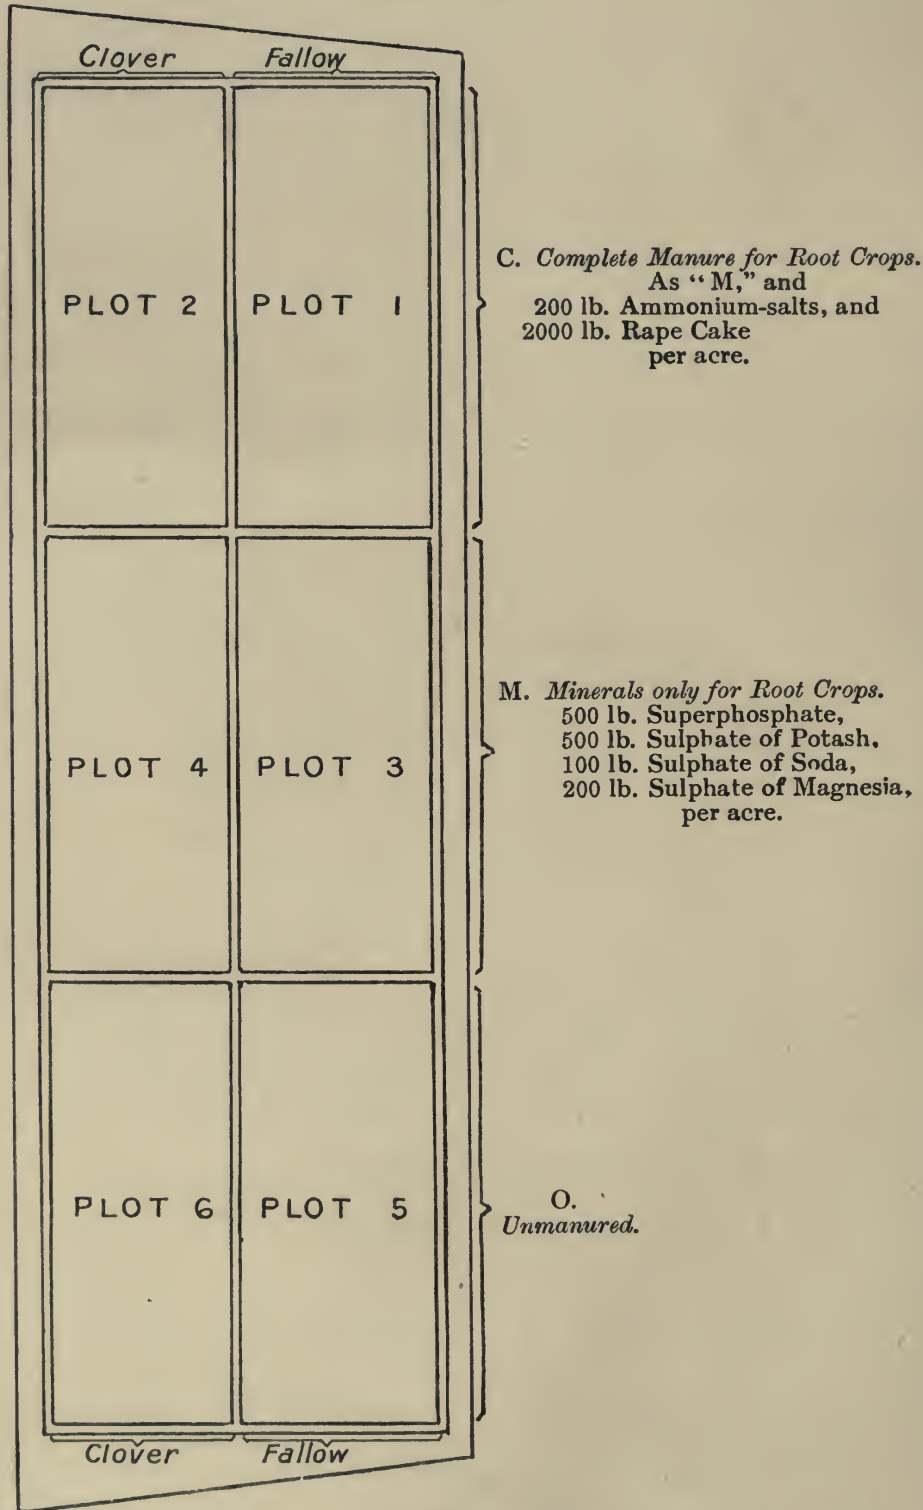 Clover Fallow
PLOT 2 PLOT 1
C. Complete Manure for Root Crops.
As “M,” and
200 lb. Ammonium-salts, and
2000 lb. Rape Cake
per acre.
PLOT 4 PLOT 3
M. Minerals only for Root Crops.
500 lb. Superphosphate,
500 lb. Sulphate of Potash,
100 lb. Sulphate of Soda,
200 lb. Sulphate of Magnesia,
per acre.
PLOT 6 PLOT 5
O.
Unmanured.
Clover Fallow